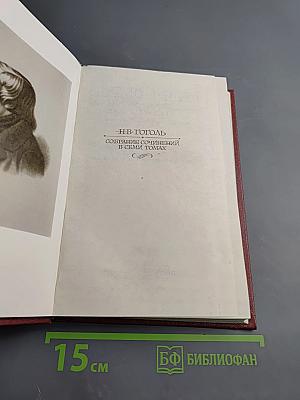 Н·В·ГОГОЛЬ
СОБРАНИЕ СОЧИНЕНИЙ
В СЕМИ ТОМАХ
15 см
БФ БИБЛИОФАН